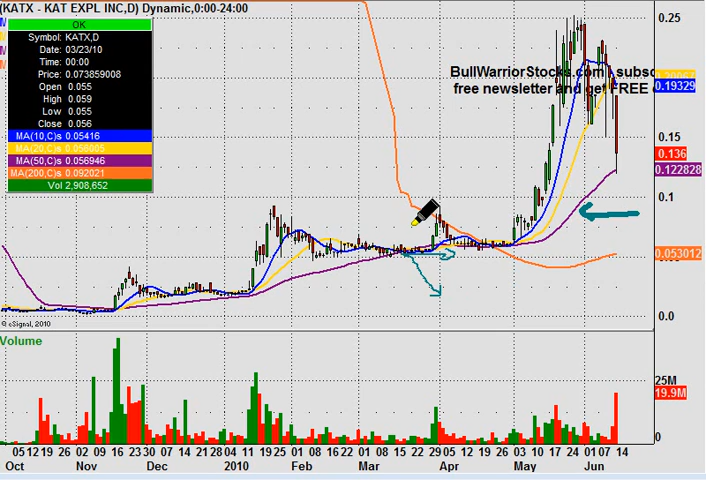 (KATX - KAT EXPL INC,D) Dynamic,0:00-24:00
OK
Symbol: KATX,D
Date: 03/23/10
Time: 00:00
Price: 0.073859008
Open 0.055
High 0.059
Low 0.055
Close 0.056
MA(10,C)s 0.05416
MA(20,C)s 0.056005
MA(50,C)s 0.056946
MA(200,C)s 0.092021
Vol 2,908,652
BullWarriorStocks.com subsc
free newsletter and get FREE
0.25
0.19329
0.15
0.136
0.122828
0.1
0.053012
0.0
© eSignal, 2010
Volume
25M
19.9M
0
05 12 19 26 02 09 16 23 30 07 14 21 28 04 11 19 25 01 08 16 22 01 08 15 22 29 05 12 19 26 03 10 17 24 01 07 14
Oct Nov Dec 2010 Feb Mar Apr May Jun